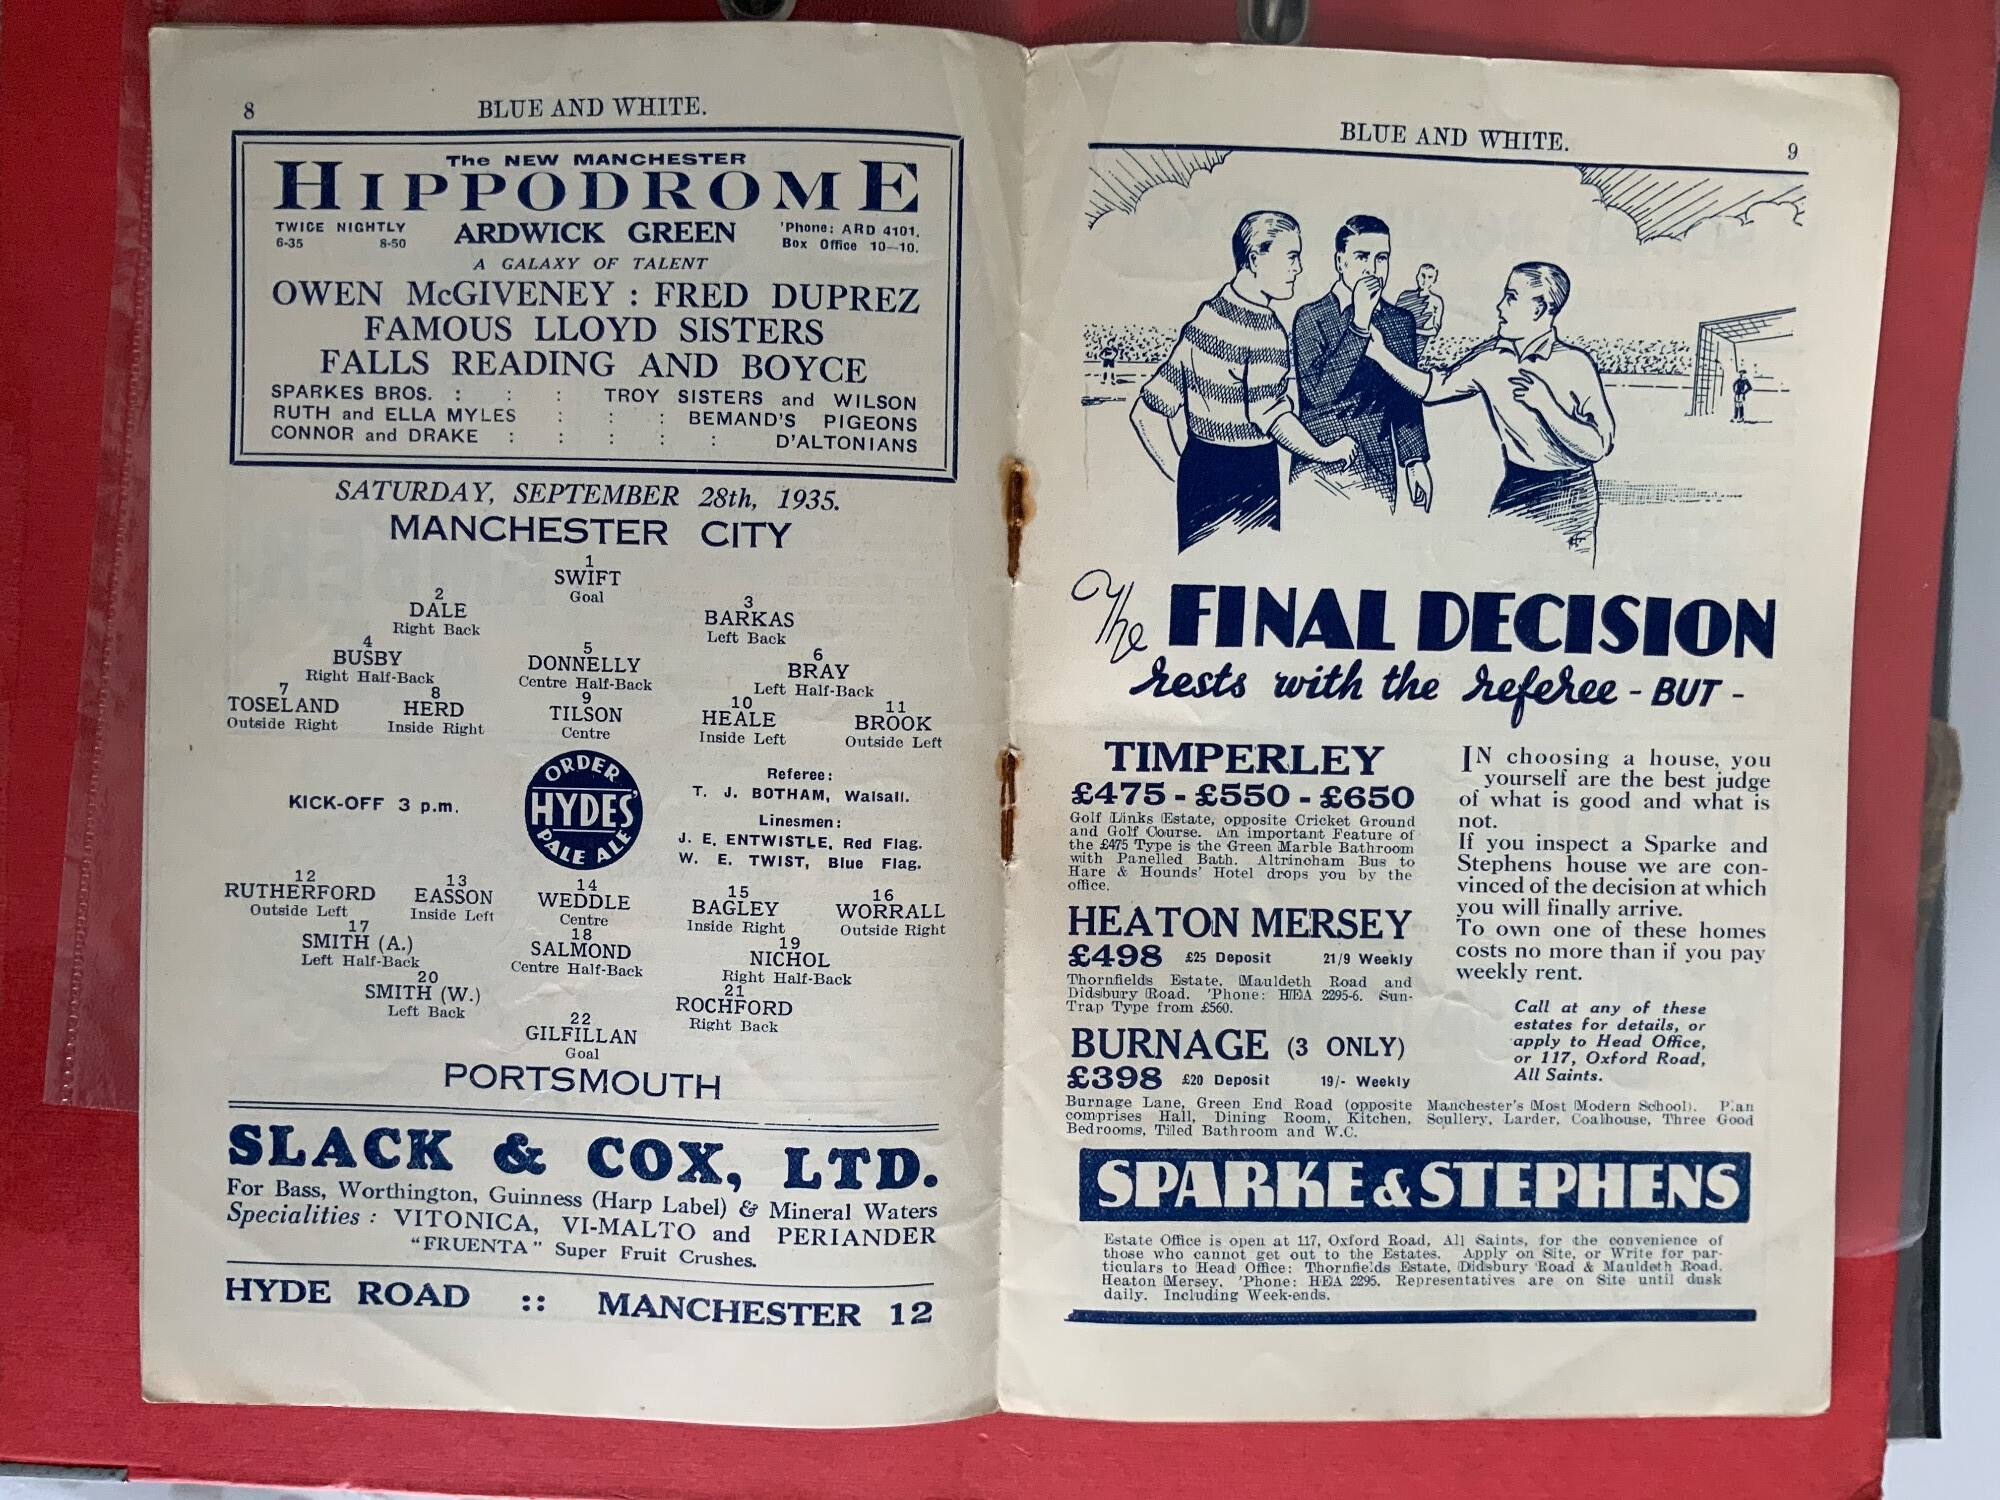 8
BLUE AND WHITE.
The NEW MANCHESTER
HIPPODROME
TWICE NIGHTLY
6-35 8-50
ARDWICK GREEN
'Phone: ARD 4101.
Box Office 10—10.
A GALAXY OF TALENT
OWEN McGIVENEY : FRED DUPREZ
FAMOUS LLOYD SISTERS
FALLS READING AND BOYCE
SPARKES BROS. : : : TROY SISTERS and WILSON
RUTH and ELLA MYLES : : : BEMAND'S PIGEONS
CONNOR and DRAKE : : : : : D'ALTONIANS
SATURDAY, SEPTEMBER 28th, 1935.
MANCHESTER CITY
1
SWIFT
Goal
2 3
DALE BARKAS
Right Back Left Back
4 5 6
BUSBY DONNELLY BRAY
Right Half-Back Centre Half-Back Left Half-Back
7 8 9 10 11
TOSELAND HERD TILSON HEALE BROOK
Outside Right Inside Right Centre Inside Left Outside Left
KICK-OFF 3 p.m.
ORDER
HYDES'
PALE ALE
Referee:
T. J. BOTHAM, Walsall.
Linesmen:
J. E. ENTWISTLE, Red Flag.
W. E. TWIST, Blue Flag.
12 13 14 15 16
RUTHERFORD EASSON WEDDLE BAGLEY WORRALL
Outside Left Inside Left Centre Inside Right Outside Right
17 18 19
SMITH (A.) SALMOND NICHOL
Left Half-Back Centre Half-Back Right Half-Back
20 21
SMITH (W.) ROCHFORD
Left Back Right Back
22
GILFILLAN
Goal
PORTSMOUTH
SLACK & COX, LTD.
For Bass, Worthington, Guinness (Harp Label) & Mineral Waters
Specialities : VITONICA, VI-MALTO and PERIANDER
"FRUENTA" Super Fruit Crushes.
HYDE ROAD :: MANCHESTER 12
BLUE AND WHITE.
9
The FINAL DECISION
rests with the referee - BUT -
TIMPERLEY
£475 - £550 - £650
Golf Links Estate, opposite Cricket Ground
and Golf Course. An important Feature of
the £475 Type is the Green Marble Bathroom
with Panelled Bath. Altrincham Bus to
Hare & Hounds' Hotel drops you by the
office.
HEATON MERSEY
£498 £25 Deposit 21/9 Weekly
Thornfields Estate, Mauldeth Road and
Didsbury Road. 'Phone: HEA 2295-6. Sun-
Trap Type from £560.
BURNAGE (3 ONLY)
£398 £20 Deposit 19/- Weekly
IN choosing a house, you
yourself are the best judge
of what is good and what is
not.
If you inspect a Sparke and
Stephens house we are con-
vinced of the decision at which
you will finally arrive.
To own one of these homes
costs no more than if you pay
weekly rent.
Call at any of these
estates for details, or
apply to Head Office,
or 117, Oxford Road,
All Saints.
Burnage Lane, Green End Road (opposite Manchester's Most Modern School). Plan
comprises Hall, Dining Room, Kitchen, Scullery, Larder, Coalhouse, Three Good
Bedrooms, Tiled Bathroom and W.C.
SPARKE & STEPHENS
Estate Office is open at 117, Oxford Road, All Saints, for the convenience of
those who cannot get out to the Estates. Apply on Site, or Write for par-
ticulars to Head Office: Thornfields Estate, Didsbury Road & Mauldeth Road,
Heaton Mersey. 'Phone: HEA 2295. Representatives are on Site until dusk
daily. Including Week-ends.